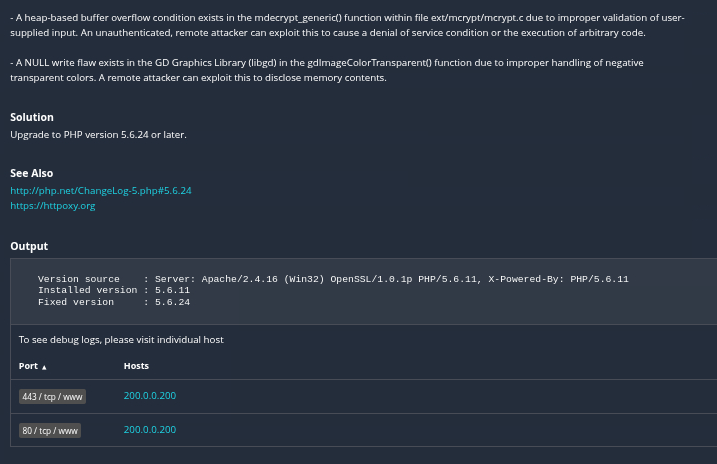 - A heap-based buffer overflow condition exists in the mdecrypt_generic() function within file ext/mcrypt/mcrypt.c due to improper validation of user-
supplied input. An unauthenticated, remote attacker can exploit this to cause a denial of service condition or the execution of arbitrary code.
- A NULL write flaw exists in the GD Graphics Library (libgd) in the gdImageColorTransparent() function due to improper handling of negative
transparent colors. A remote attacker can exploit this to disclose memory contents.
Solution
Upgrade to PHP version 5.6.24 or later.
See Also
http://php.net/ChangeLog-5.php#5.6.24
https://httpoxy.org
Output
Version source    : Server: Apache/2.4.16 (Win32) OpenSSL/1.0.1p PHP/5.6.11, X-Powered-By: PHP/5.6.11
Installed version : 5.6.11
Fixed version     : 5.6.24
To see debug logs, please visit individual host
Port ▲ Hosts
443 / tcp / www 200.0.0.200
80 / tcp / www 200.0.0.200